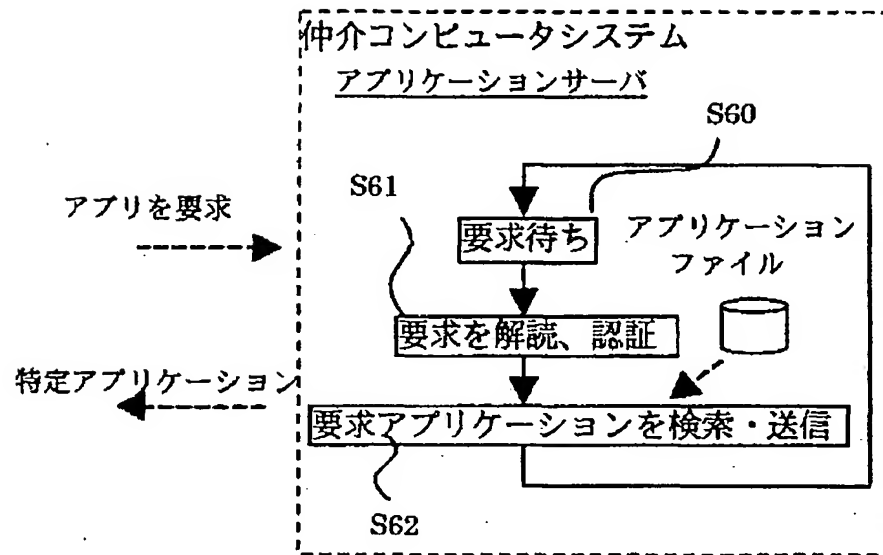 仲介コンピュータシステム
アプリケーションサーバ
S60
S61
アプリを要求
要求待ち
アプリケーション
ファイル
要求を解読、認証
特定アプリケーション
要求アプリケーションを検索・送信
S62